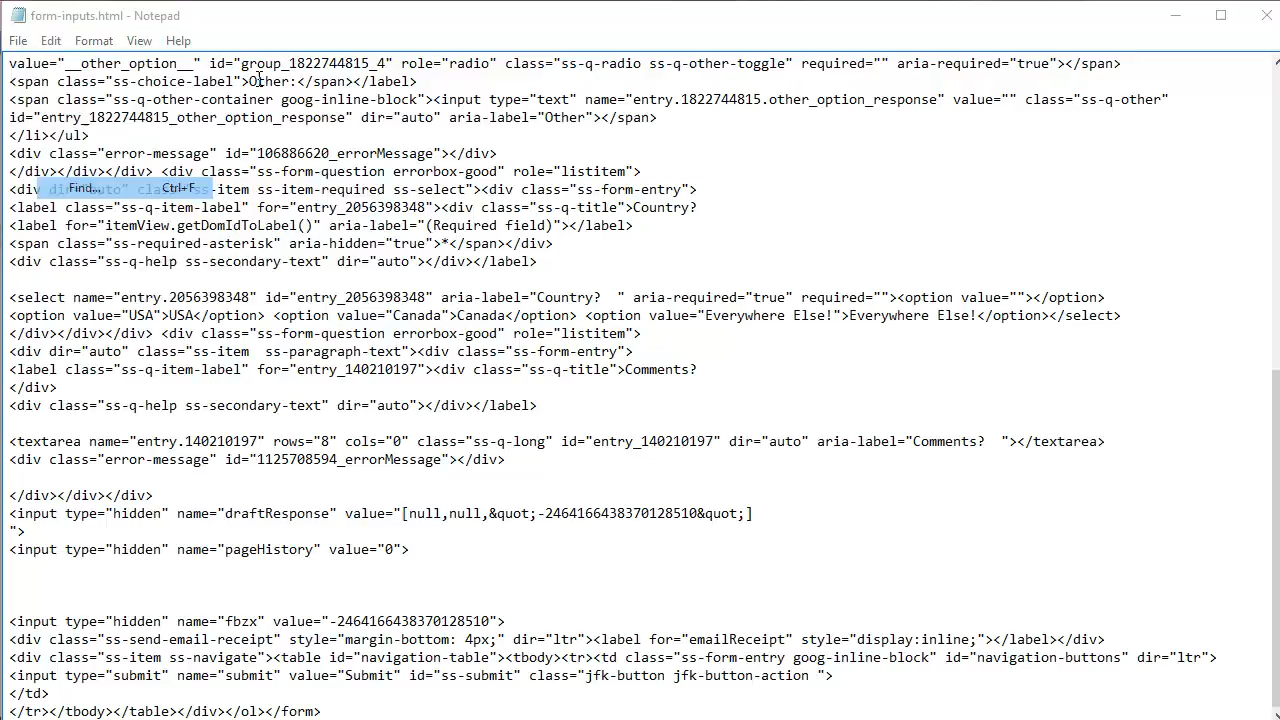 form-inputs.html - Notepad
File Edit Format View Help
value="__other_option__" id="group_1822744815_4" role="radio" class="ss-q-radio ss-q-other-toggle" required="" aria-required="true"></span>
<span class="ss-choice-label">Other:</span></label>
<span class="ss-q-other-container goog-inline-block"><input type="text" name="entry.1822744815.other_option_response" value="" class="ss-q-other"
id="entry_1822744815_other_option_response" dir="auto" aria-label="Other"></span>
</li></ul>
<div class="error-message" id="106886620_errorMessage"></div>
</div></div></div> <div class="ss-form-question errorbox-good" role="listitem">
<div dir="auto" class="ss-item ss-item-required ss-select"><div class="ss-form-entry">
Find... Ctrl+F
<label class="ss-q-item-label" for="entry_2056398348"><div class="ss-q-title">Country?
<label for="itemView.getDomIdToLabel()" aria-label="(Required field)"></label>
<span class="ss-required-asterisk" aria-hidden="true">*</span></div>
<div class="ss-q-help ss-secondary-text" dir="auto"></div></label>
<select name="entry.2056398348" id="entry_2056398348" aria-label="Country?  " aria-required="true" required=""><option value=""></option>
<option value="USA">USA</option> <option value="Canada">Canada</option> <option value="Everywhere Else!">Everywhere Else!</option></select>
</div></div></div> <div class="ss-form-question errorbox-good" role="listitem">
<div dir="auto" class="ss-item  ss-paragraph-text"><div class="ss-form-entry">
<label class="ss-q-item-label" for="entry_140210197"><div class="ss-q-title">Comments?
</div>
<div class="ss-q-help ss-secondary-text" dir="auto"></div></label>
<textarea name="entry.140210197" rows="8" cols="0" class="ss-q-long" id="entry_140210197" dir="auto" aria-label="Comments?  "></textarea>
<div class="error-message" id="1125708594_errorMessage"></div>
</div></div></div>
<input type="hidden" name="draftResponse" value="[null,null,&quot;-2464166438370128510&quot;]
">
<input type="hidden" name="pageHistory" value="0">
<input type="hidden" name="fbzx" value="-2464166438370128510">
<div class="ss-send-email-receipt" style="margin-bottom: 4px;" dir="ltr"><label for="emailReceipt" style="display:inline;"></label></div>
<div class="ss-item ss-navigate"><table id="navigation-table"><tbody><tr><td class="ss-form-entry goog-inline-block" id="navigation-buttons" dir="ltr">
<input type="submit" name="submit" value="Submit" id="ss-submit" class="jfk-button jfk-button-action ">
</td>
</tr></tbody></table></div></ol></form>